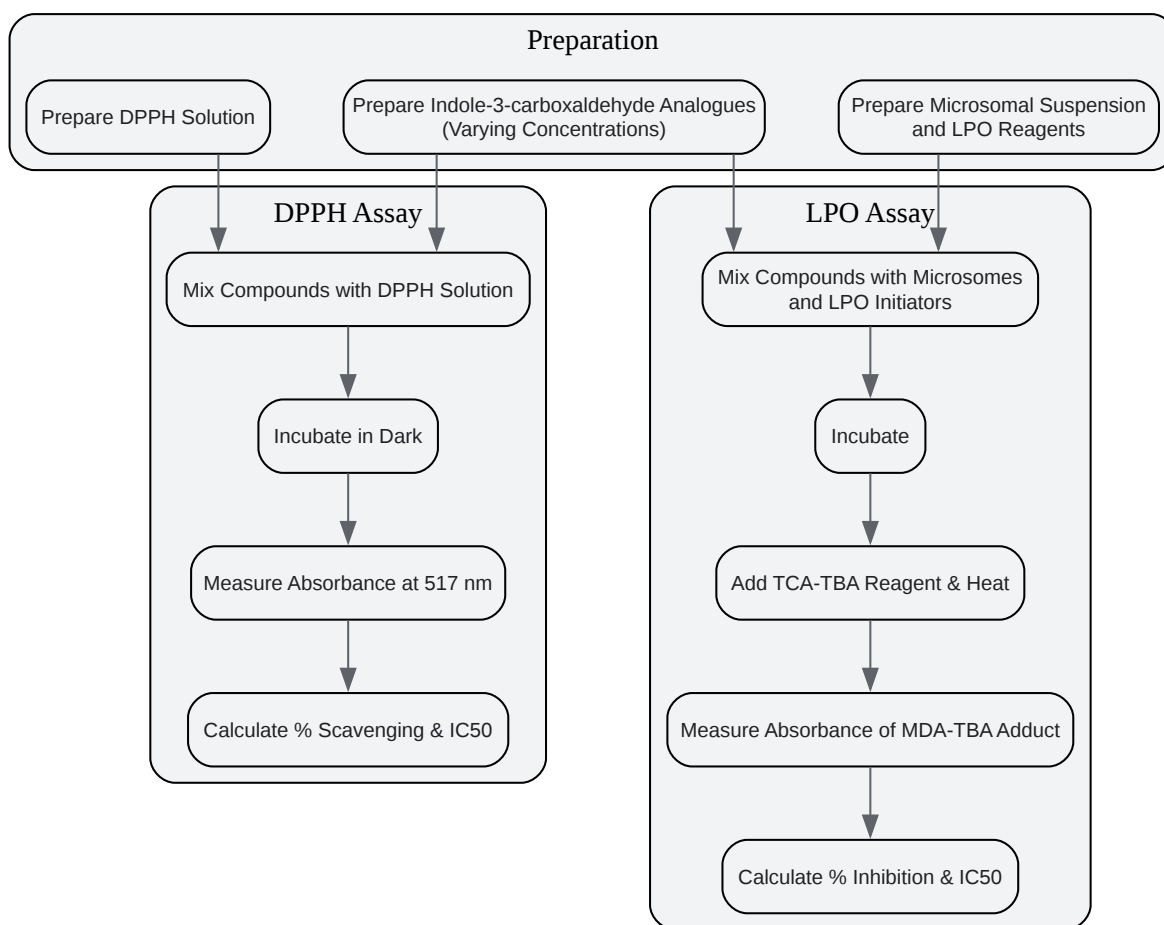 Preparation
Prepare DPPH Solution
Prepare Indole-3-carboxaldehyde Analogues
(Varying Concentrations)
Prepare Microsomal Suspension
and LPO Reagents
DPPH Assay
Mix Compounds with DPPH Solution
Incubate in Dark
Measure Absorbance at 517 nm
Calculate % Scavenging & IC50
LPO Assay
Mix Compounds with Microsomes
and LPO Initiators
Incubate
Add TCA-TBA Reagent & Heat
Measure Absorbance of MDA-TBA Adduct
Calculate % Inhibition & IC50